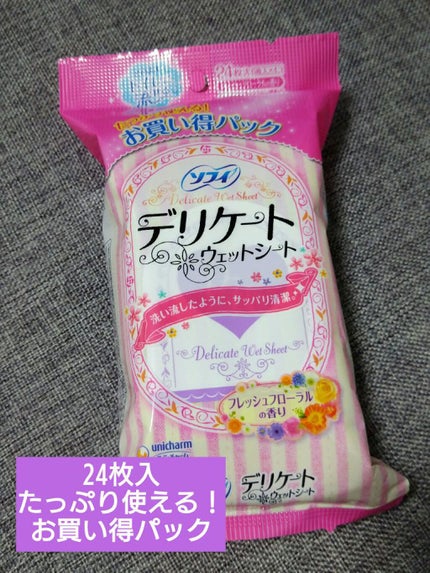 24枚入
お買い得パック
ソフィ
Delicate Wet Sheet
デリケート
ウェットシート
洗い流したように、サッパリ清潔。
Delicate Wet Sheet
フレッシュフローラル
の香り
unicharm
デリケート
ウェットシート
24枚入
たっぷり使える！
お買い得パック